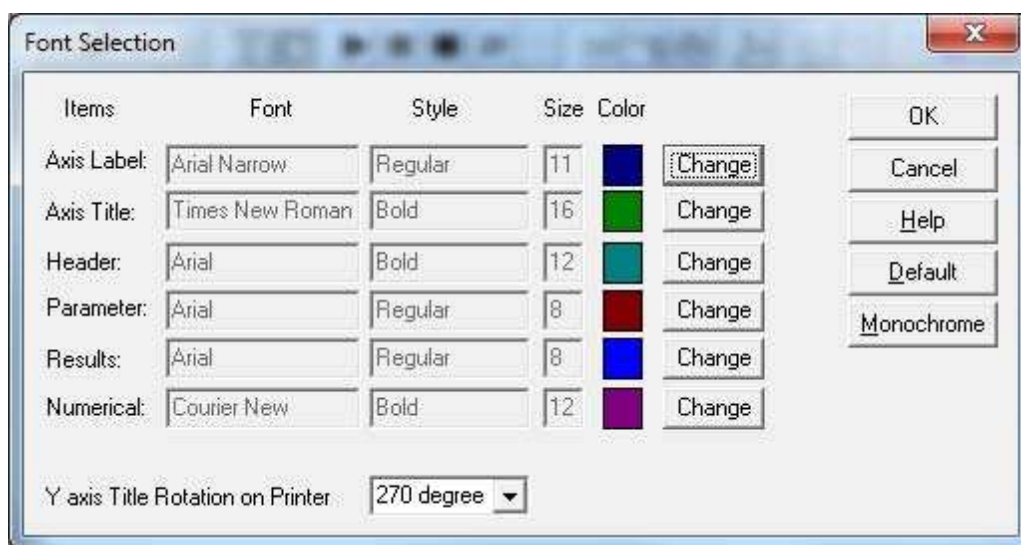 Font Selection
Items Font Style Size Color OK
Axis Label: Arial Narrow Regular 11 Change Cancel
Axis Title: Times New Roman Bold 16 Change Help
Header: Arial Bold 12 Change Default
Parameter: Arial Regular 8 Change Monochrome
Results: Arial Regular 8 Change
Numerical: Courier New Bold 12 Change
Y axis Title Rotation on Printer 270 degree